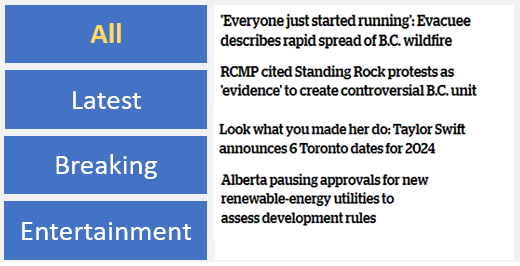 All
Latest
Breaking
Entertainment
'Everyone just started running': Evacuee
describes rapid spread of B.C. wildfire
RCMP cited Standing Rock protests as
'evidence' to create controversial B.C. unit
Look what you made her do: Taylor Swift
announces 6 Toronto dates for 2024
Alberta pausing approvals for new
renewable-energy utilities to
assess development rules